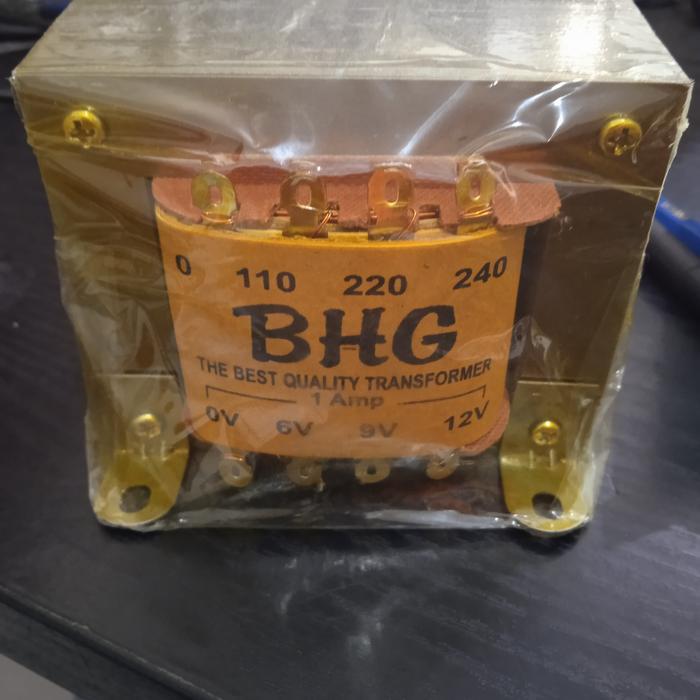 0 110 220 240
BHG
THE BEST QUALITY TRANSFORMER
1 Amp
0V 6V 9V 12V